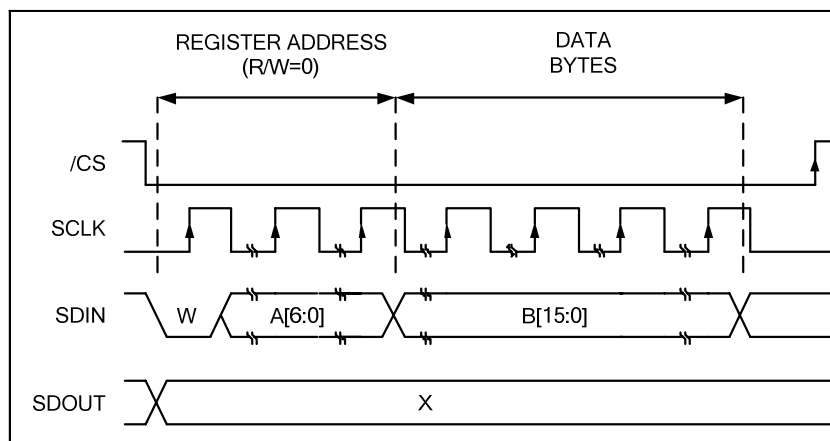 REGISTER ADDRESS
(R/W=0)
DATA
BYTES
/CS
SCLK
SDIN
W
A[6:0]
B[15:0]
SDOUT
X